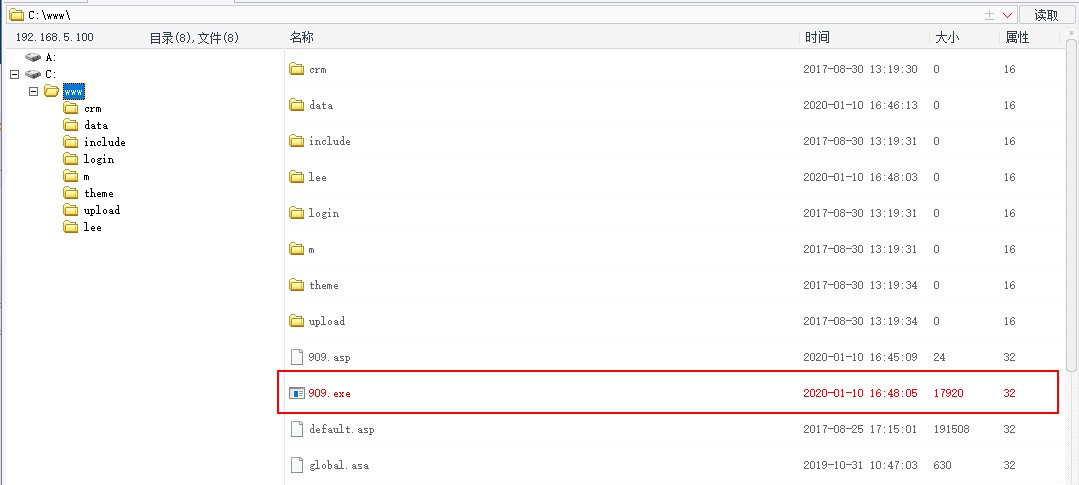 C:\www\ 读取
192.168.5.100 目录(8),文件(8) 名称 时间 大小 属性
A:
C:
www
crm
data
include
login
m
theme
upload
lee
crm 2017-08-30 13:19:30 0 16
data 2020-01-10 16:46:13 0 16
include 2017-08-30 13:19:31 0 16
lee 2020-01-10 16:48:03 0 16
login 2017-08-30 13:19:31 0 16
m 2017-08-30 13:19:31 0 16
theme 2017-08-30 13:19:34 0 16
upload 2017-08-30 13:19:34 0 16
909.asp 2020-01-10 16:45:09 24 32
909.exe 2020-01-10 16:48:05 17920 32
default.asp 2017-08-25 17:15:01 191508 32
global.asa 2019-10-31 10:47:03 630 32